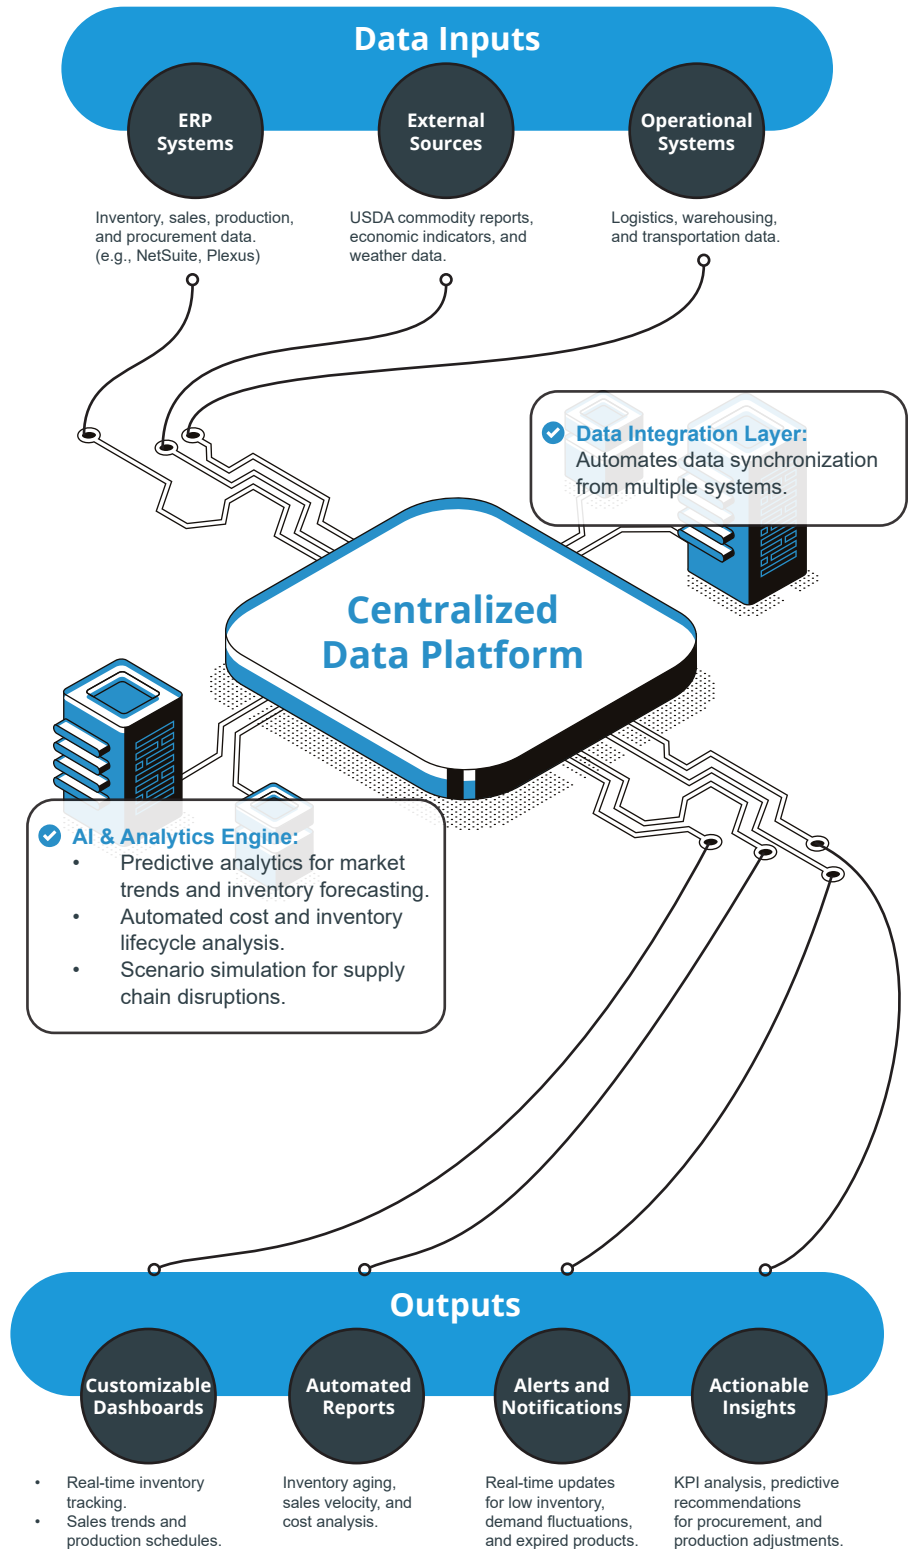 Data Inputs
ERP
Systems
External
Sources
Operational
Systems
Inventory, sales, production,
and procurement data.
(e.g., NetSuite, Plexus)
USDA commodity reports,
economic indicators, and
weather data.
Logistics, warehousing,
and transportation data.
Data Integration Layer:
Automates data synchronization
from multiple systems.
Centralized
Data Platform
AI & Analytics Engine:
• Predictive analytics for market
trends and inventory forecasting.
• Automated cost and inventory
lifecycle analysis.
• Scenario simulation for supply
chain disruptions.
Outputs
Customizable
Dashboards
Automated
Reports
Alerts and
Notifications
Actionable
Insights
• Real-time inventory
tracking.
• Sales trends and
production schedules.
Inventory aging,
sales velocity, and
cost analysis.
Real-time updates
for low inventory,
demand fluctuations,
and expired products.
KPI analysis, predictive
recommendations
for procurement, and
production adjustments.